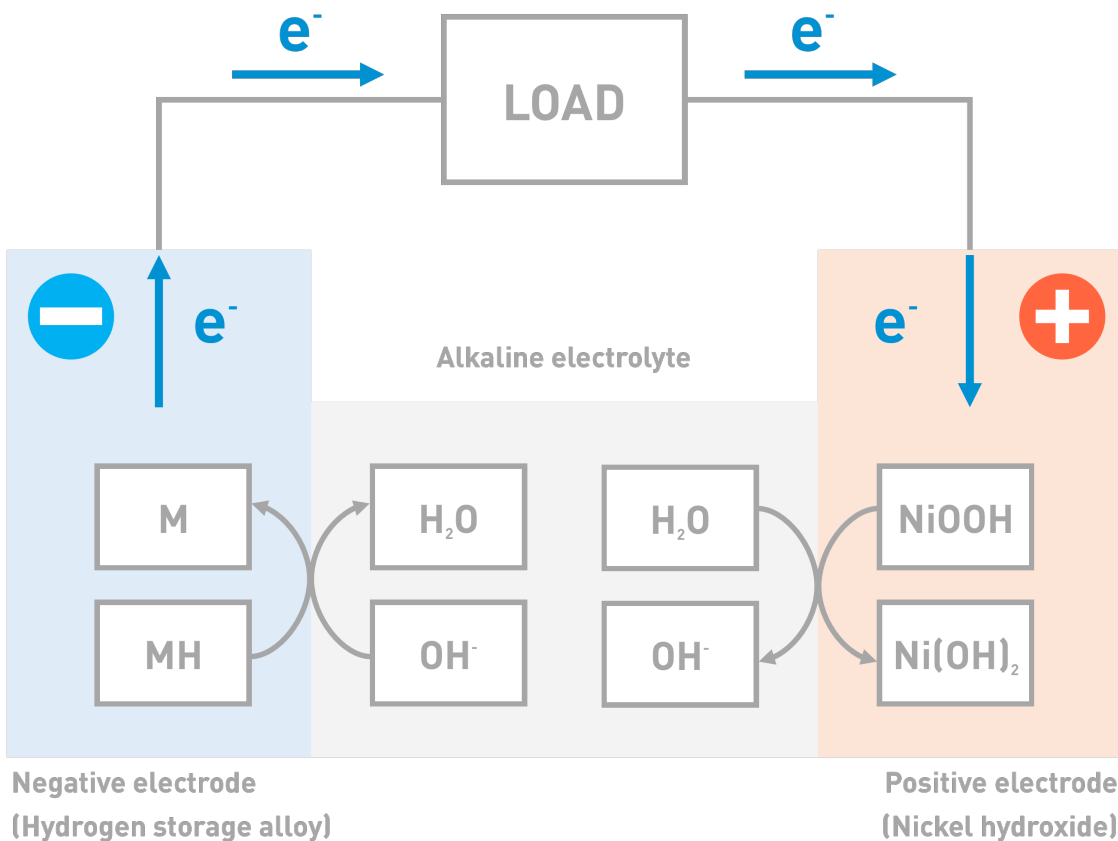 e⁻
e⁻
LOAD
e⁻
e⁻
Alkaline electrolyte
M
H₂O
H₂O
NiOOH
MH
OH⁻
OH⁻
Ni(OH)₂
Negative electrode
(Hydrogen storage alloy)
Positive electrode
(Nickel hydroxide)